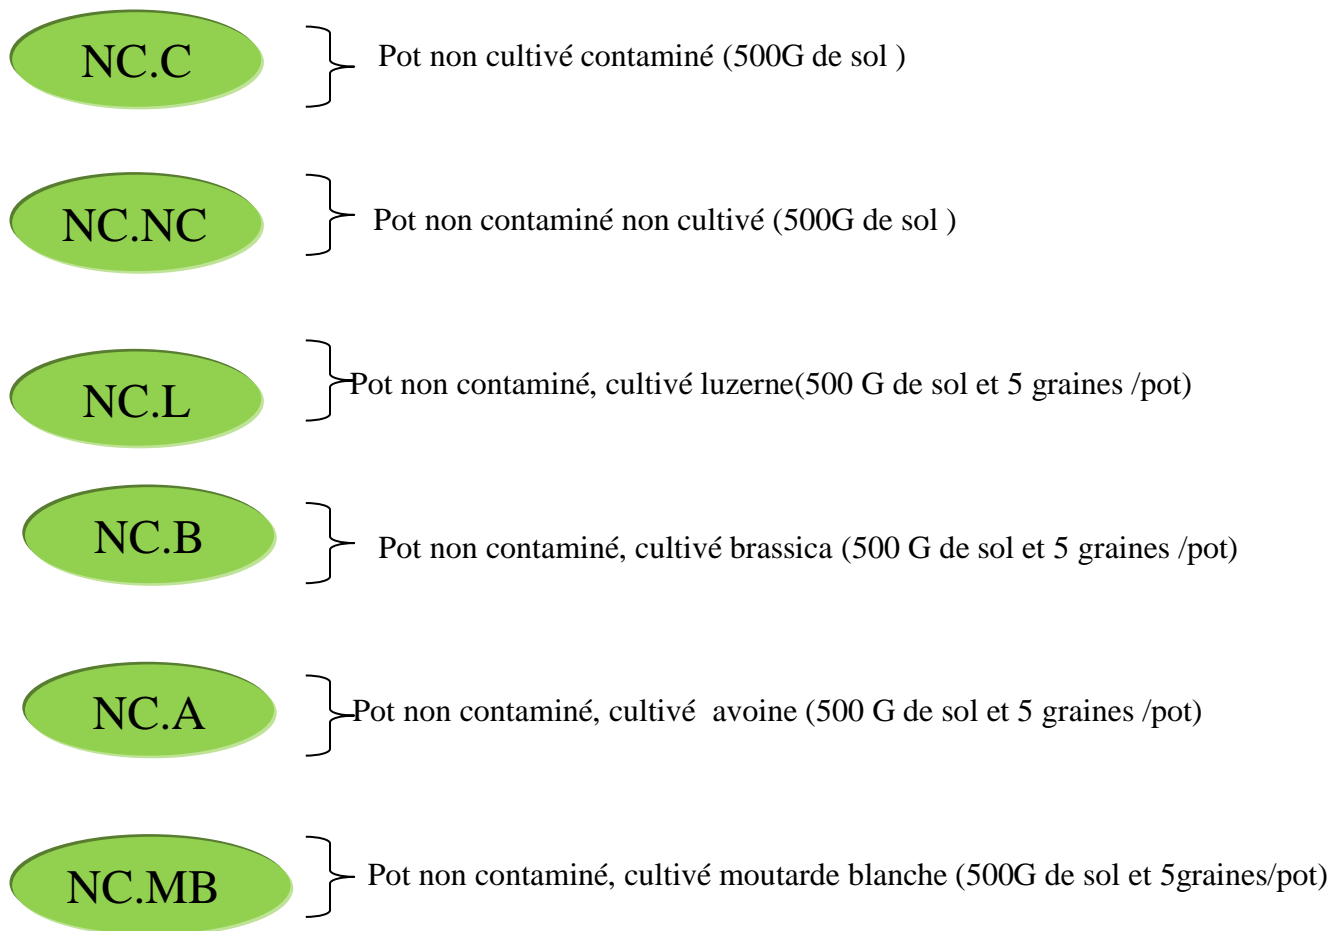 NC.C
Pot non cultivé contaminé (500G de sol )
NC.NC
Pot non contaminé non cultivé (500G de sol )
NC.L
Pot non contaminé, cultivé luzerne(500 G de sol et 5 graines /pot)
NC.B
Pot non contaminé, cultivé brassica (500 G de sol et 5 graines /pot)
NC.A
Pot non contaminé, cultivé avoine (500 G de sol et 5 graines /pot)
NC.MB
Pot non contaminé, cultivé moutarde blanche (500G de sol et 5graines/pot)